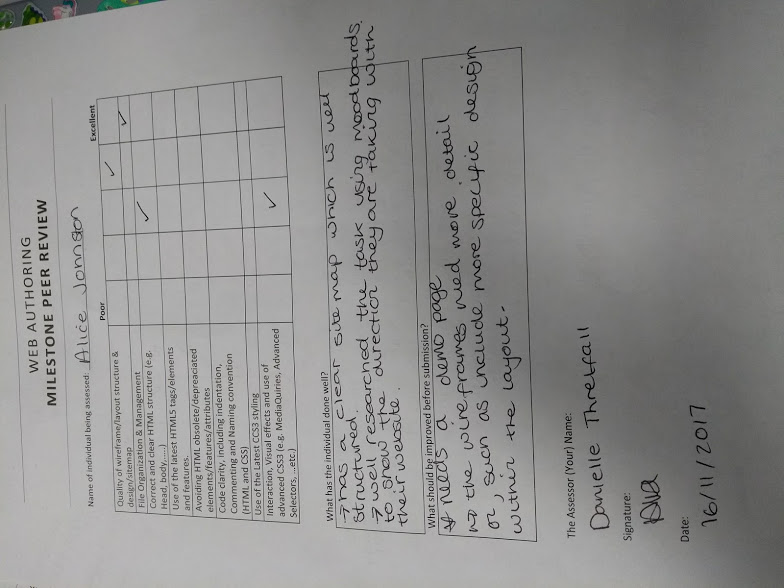 WEB AUTHORING
MILESTONE PEER REVIEW
Name of individual being assessed: Alice Johnson
Poor Excellent
Quality of wireframe/layout structure &
design/sitemap
File Organization & Management
Correct and clear HTML structure (e.g.
Head, body,.....)
Use of the latest HTML5 tags/elements
and features.
Avoiding HTML obsolete/depreaciated
elements/features/attributes
Code clarity, including indentation,
Commenting and Naming convention
(HTML and CSS)
Use of the Latest CCS3 styling
Interaction, Visual effects and use of
advanced CSS3 (e.g. MediaQuiries, Advanced
Selectors, ...etc.)
What has the individual done well?
→ has a clear site map which is well
structured.
→ well researched the task using moodboards.
to show the direction they are taking with
their website.
What should be improved before submission?
needs a demo page
the wireframes need more detail
or, such as include more specific design
within the layout.
The Assessor (Your) Name:
Danielle Threlfall
Signature:
Date:
16/11/2017